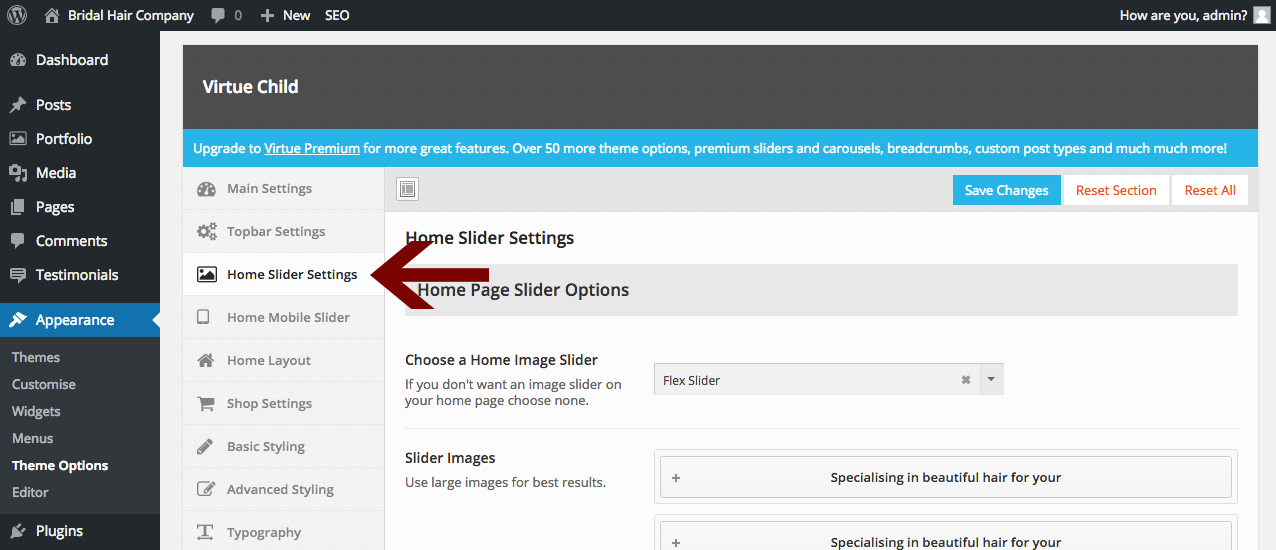 Bridal Hair Company 0 New SEO How are you, admin?
Dashboard
Posts
Portfolio
Media
Pages
Comments
Testimonials
Appearance
Themes
Customise
Widgets
Menus
Theme Options
Editor
Plugins
Virtue Child
Upgrade to Virtue Premium for more great features. Over 50 more theme options, premium sliders and carousels, breadcrumbs, custom post types and much much more!
Main Settings
Topbar Settings
Home Slider Settings
Home Mobile Slider
Home Layout
Shop Settings
Basic Styling
Advanced Styling
Typography
Save Changes Reset Section Reset All
Home Slider Settings
Home Page Slider Options
Choose a Home Image Slider
If you don't want an image slider on
your home page choose none.
Flex Slider
Slider Images
Use large images for best results.
Specialising in beautiful hair for your
Specialising in beautiful hair for your